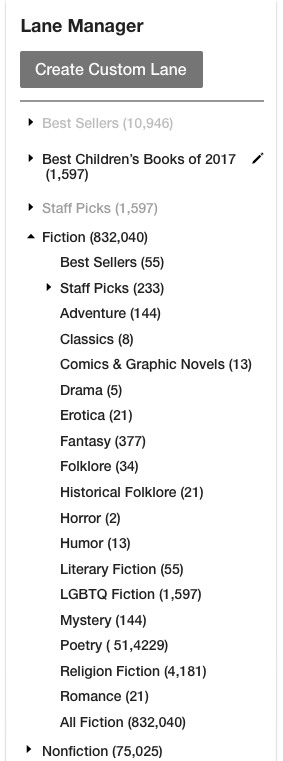 Lane Manager
Create Custom Lane
Best Sellers (10,946)
Best Children's Books of 2017
(1,597)
Staff Picks (1,597)
Fiction (832,040)
Best Sellers (55)
Staff Picks (233)
Adventure (144)
Classics (8)
Comics & Graphic Novels (13)
Drama (5)
Erotica (21)
Fantasy (377)
Folklore (34)
Historical Folklore (21)
Horror (2)
Humor (13)
Literary Fiction (55)
LGBTQ Fiction (1,597)
Mystery (144)
Poetry ( 51,4229)
Religion Fiction (4,181)
Romance (21)
All Fiction (832,040)
Nonfiction (75,025)